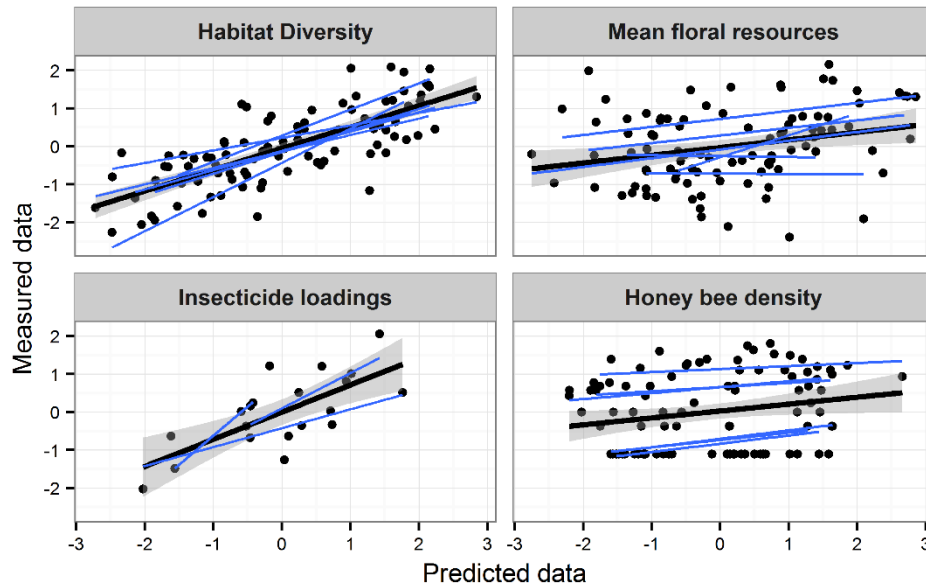 Habitat Diversity
Mean floral resources
2
1
0
-1
-2
Insecticide loadings
Honey bee density
2
1
0
-1
-2
-3 -2 -1 0 1 2 3
-3 -2 -1 0 1 2 3
Measured data
Predicted data